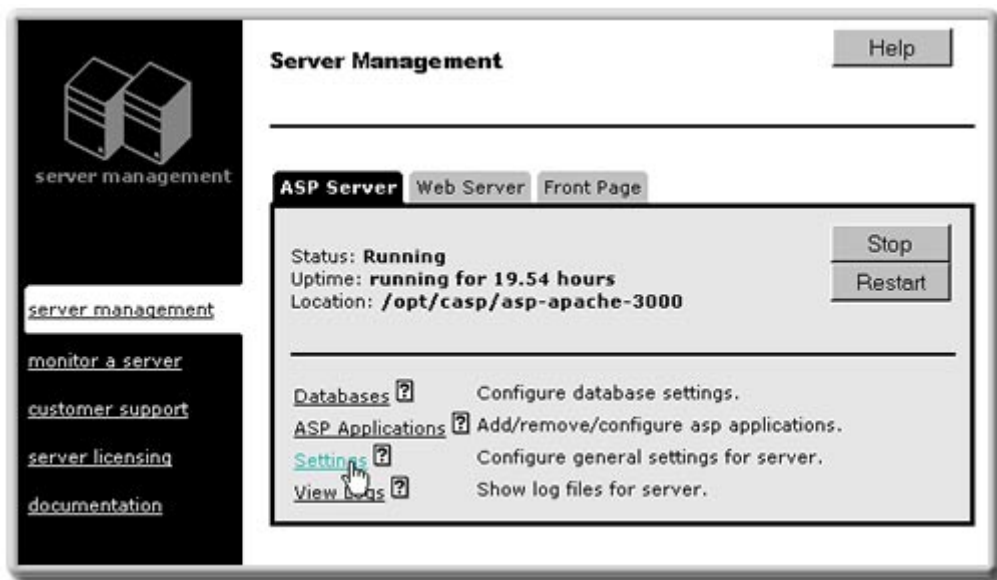 Server Management
Help
server management
ASP Server Web Server Front Page
Status: Running
Uptime: running for 19.54 hours
Location: /opt/casp/asp-apache-3000
Stop
Restart
server management
monitor a server
customer support
server licensing
documentation
Databases ? Configure database settings.
ASP Applications ? Add/remove/configure asp applications.
Settings ? Configure general settings for server.
View Logs ? Show log files for server.